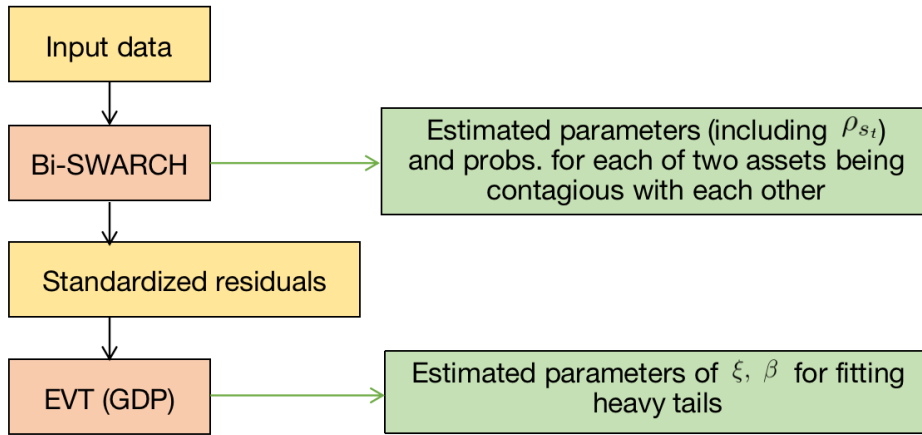 Input data
Bi-SWARCH
Estimated parameters (including ρ_{s_t})
and probs. for each of two assets being
contagious with each other
Standardized residuals
EVT (GDP)
Estimated parameters of ξ, β for fitting
heavy tails